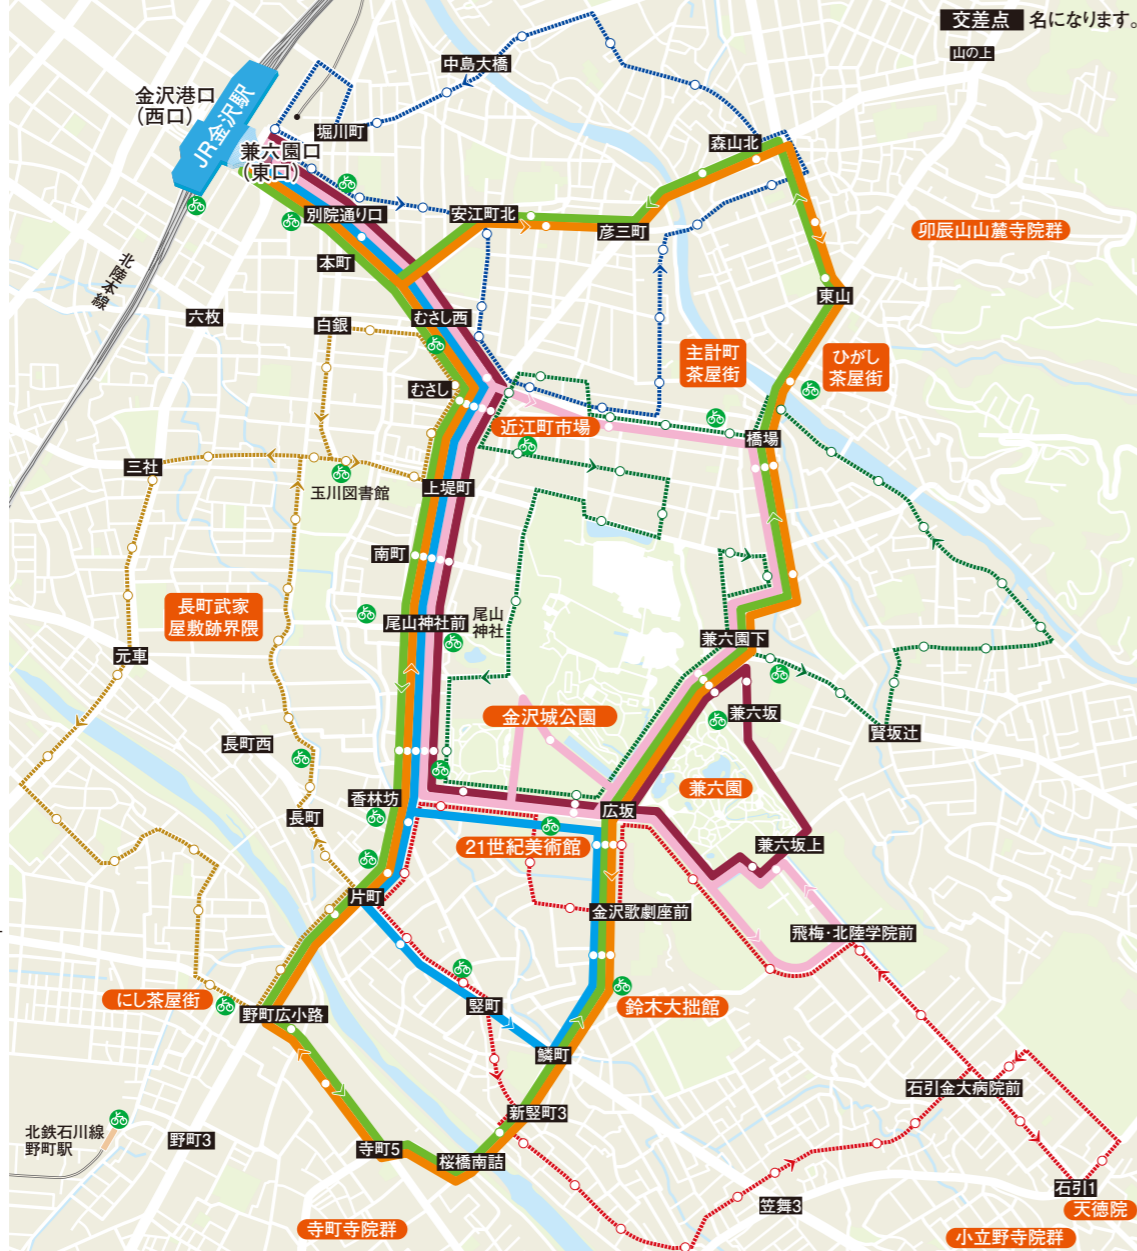 交差点 名になります。
山の上
中島大橋
金沢港口
(西口)
JR金沢駅
堀川町
兼六園口
(東口)
森山北
別院通り口
安江町北
彦三町
卯辰山山麓寺院群
本町
北陸本線
東山
六枚
白銀
むさし西
主計町
茶屋街
ひがし
茶屋街
むさし
近江町市場
橋場
三社
玉川図書館
上堤町
南町
長町武家
屋敷跡界隈
尾山神社前
尾山
神社
兼六園下
元車
金沢城公園
兼六坂
賢坂辻
長町西
兼六園
香林坊
広坂
長町
21世紀美術館
兼六坂上
片町
金沢歌劇座前
飛梅・北陸学院前
にし茶屋街
竪町
鈴木大拙館
野町広小路
鱗町
石引金大病院前
新竪町3
北鉄石川線
野町駅
野町3
寺町5
桜橋南詰
石引1
笠舞3
天徳院
寺町寺院群
小立野寺院群